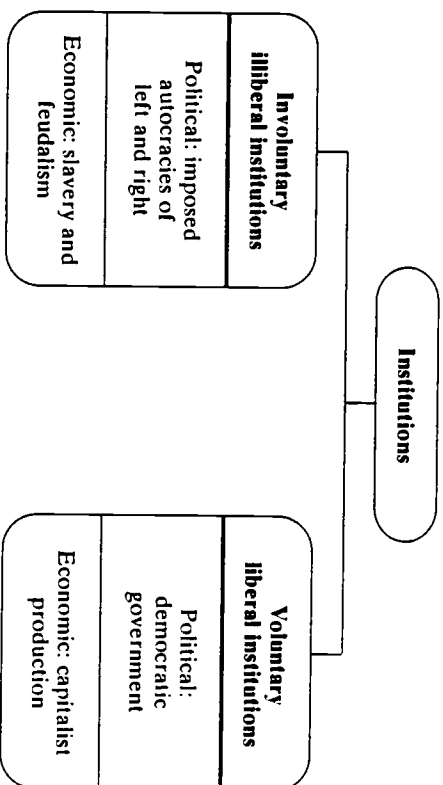 Institutions
Involuntary
illiberal institutions
Political: imposed
autocracies of
left and right
Economic: slavery and
feudalism
Voluntary
liberal institutions
Political:
democratic
government
Economic: capitalist
production